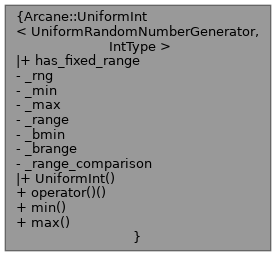 {Arcane::UniformInt
< UniformRandomNumberGenerator,
IntType >
|+ has_fixed_range
- _rng
- _min
- _max
- _range
- _bmin
- _brange
- _range_comparison
|+ UniformInt()
+ operator()()
+ min()
+ max()
}